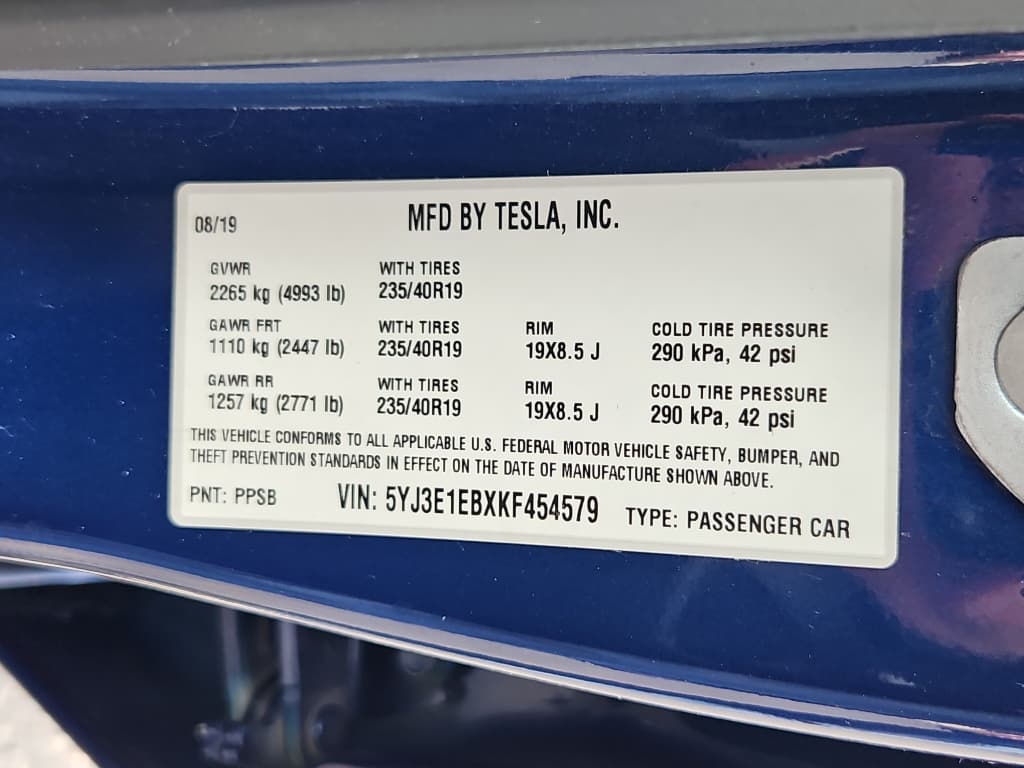 08/19 MFD BY TESLA, INC.
GVWR WITH TIRES
2265 kg (4993 lb) 235/40R19
GAWR FRT WITH TIRES RIM COLD TIRE PRESSURE
1110 kg (2447 lb) 235/40R19 19X8.5 J 290 kPa, 42 psi
GAWR RR WITH TIRES RIM COLD TIRE PRESSURE
1257 kg (2771 lb) 235/40R19 19X8.5 J 290 kPa, 42 psi
THIS VEHICLE CONFORMS TO ALL APPLICABLE U.S. FEDERAL MOTOR VEHICLE SAFETY, BUMPER, AND
THEFT PREVENTION STANDARDS IN EFFECT ON THE DATE OF MANUFACTURE SHOWN ABOVE.
PNT: PPSB VIN: 5YJ3E1EBXKF454579 TYPE: PASSENGER CAR